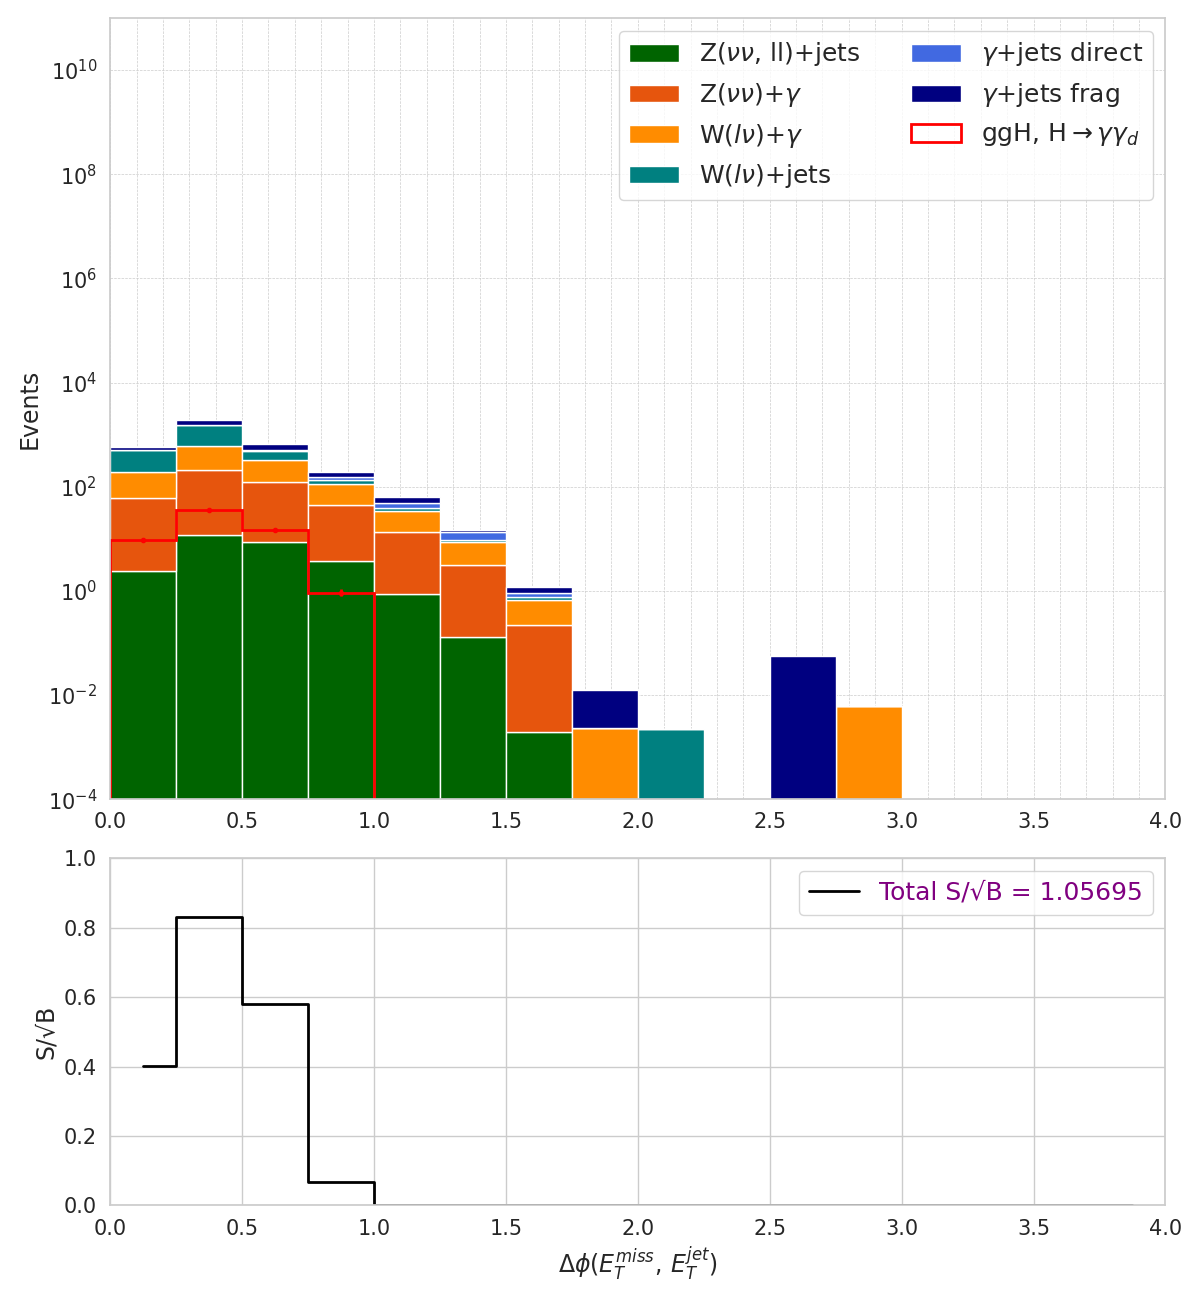 Z(νν, ll)+jets
Z(νν)+γ
W(lν)+γ
W(lν)+jets
γ+jets direct
γ+jets frag
ggH, H→γγ_d
Events
10^10
10^8
10^6
10^4
10^2
10^0
10^−2
10^−4
0.0 0.5 1.0 1.5 2.0 2.5 3.0 3.5 4.0
Total S/√B = 1.05695
S/√B
1.0
0.8
0.6
0.4
0.2
0.0
0.0 0.5 1.0 1.5 2.0 2.5 3.0 3.5 4.0
Δϕ(E_T^miss, E_T^jet)